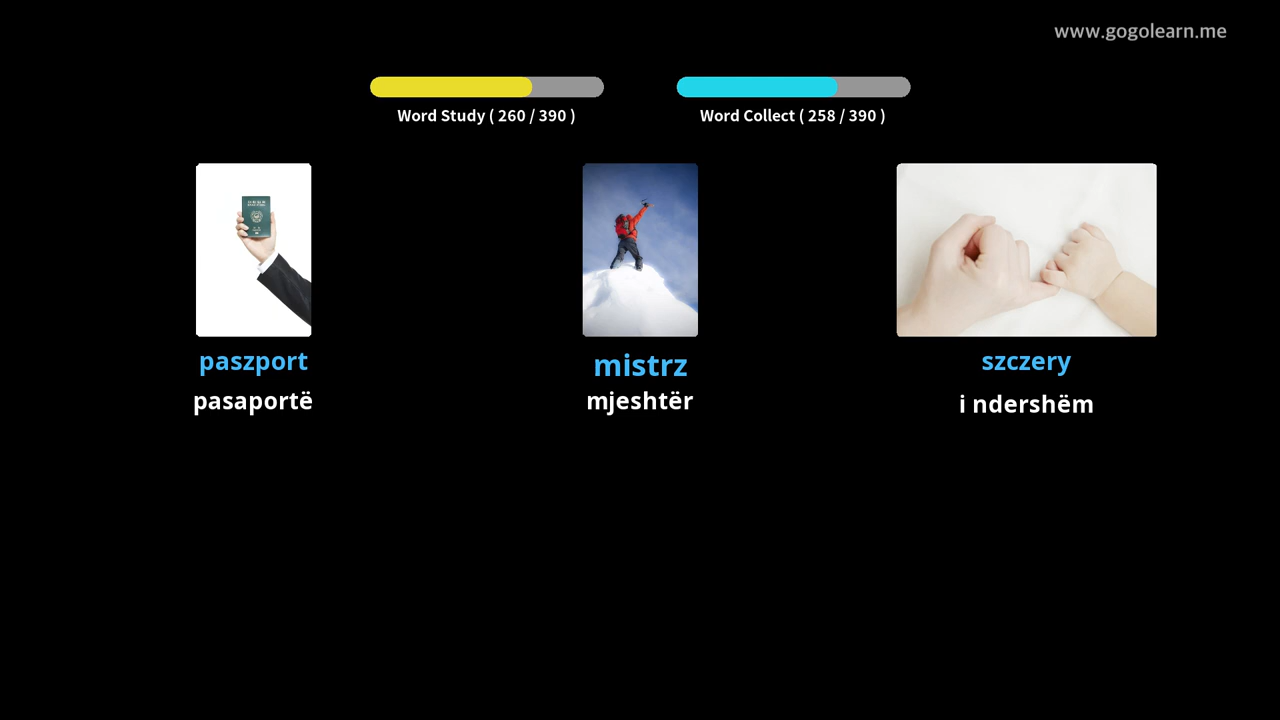 www.gogolearn.me
Word Study ( 260 / 390 )
Word Collect ( 258 / 390 )
paszport
mistrz
szczery
pasaportë
mjeshtër
i ndershëm